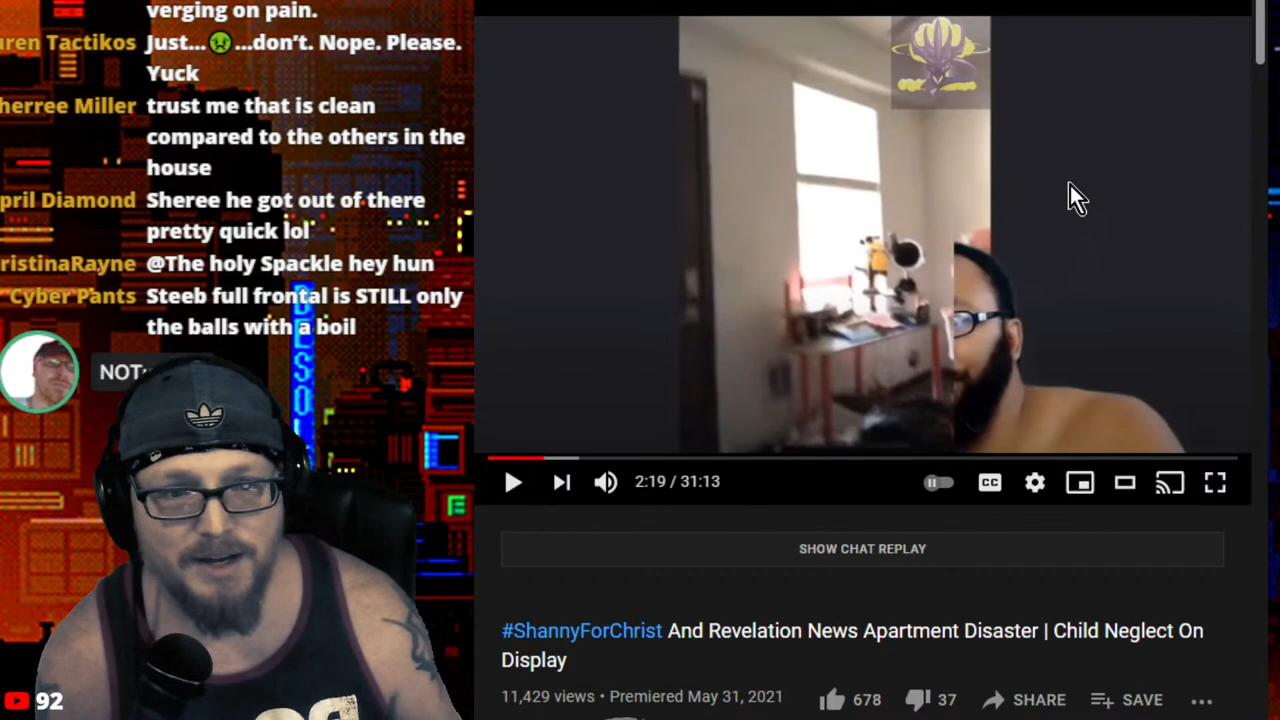 verging on pain.
Tactikos Just... 🤢 ...don't. Nope. Please.
Yuck
Miller trust me that is clean
compared to the others in the
house
Diamond Sheree he got out of there
pretty quick lol
@The holy Spackle hey hun
Cyber Pants Steeb full frontal is STILL only
the balls with a boil
NOT
2:19 / 31:13
CC
SHOW CHAT REPLAY
#ShannyForChrist And Revelation News Apartment Disaster | Child Neglect On
Display
11,429 views • Premiered May 31, 2021
678
37
SHARE
SAVE
92